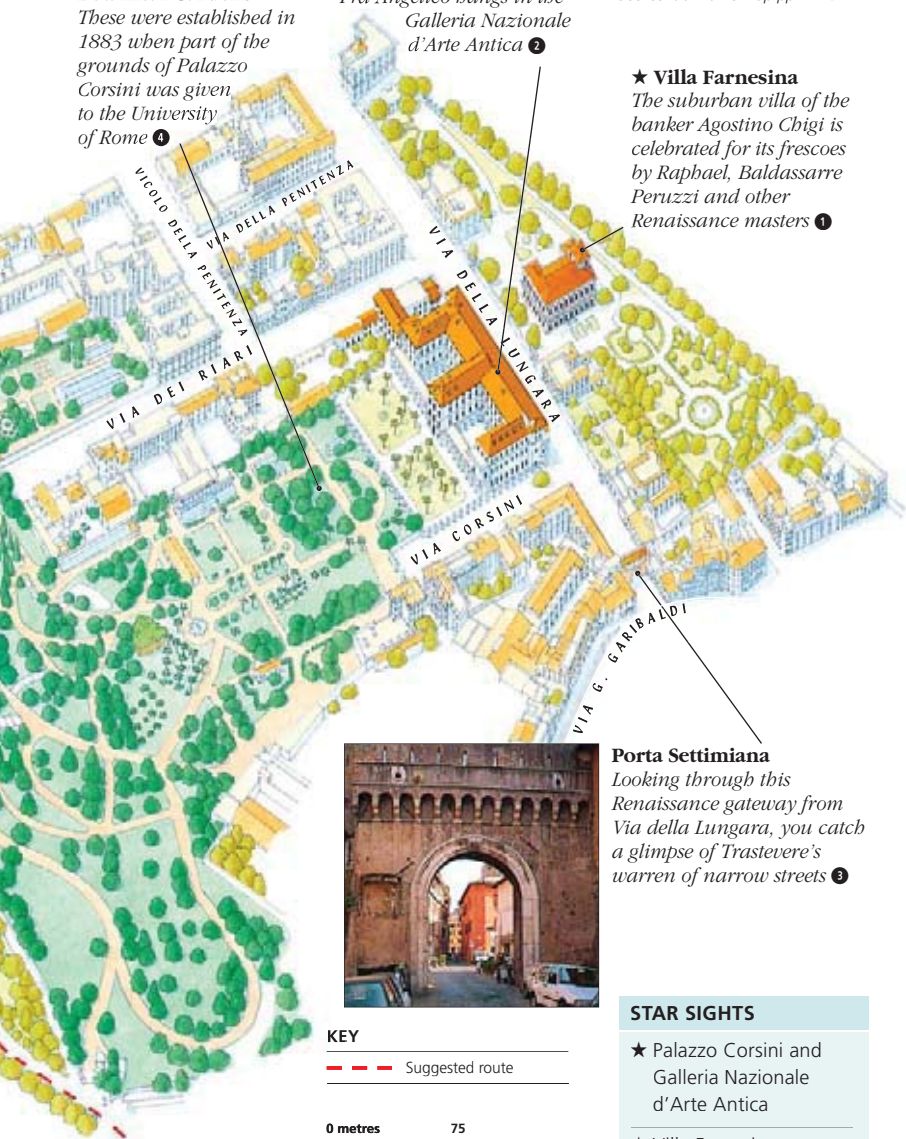 These were established in
1883 when part of the
grounds of Palazzo
Corsini was given
to the University
of Rome 4
Fra Angelico hangs in the
Galleria Nazionale
d'Arte Antica 2
★ Villa Farnesina
The suburban villa of the
banker Agostino Chigi is
celebrated for its frescoes
by Raphael, Baldassarre
Peruzzi and other
Renaissance masters 1
VICOLO DELLA PENITENZA
VIA DELLA PENITENZA
VIA DELLA LUNGARA
VIA DEI RIARI
VIA CORSINI
VIA G. GARIBALDI
Porta Settimiana
Looking through this
Renaissance gateway from
Via della Lungara, you catch
a glimpse of Trastevere's
warren of narrow streets 3
KEY
Suggested route
0 metres 75
STAR SIGHTS
★ Palazzo Corsini and
Galleria Nazionale
d'Arte Antica